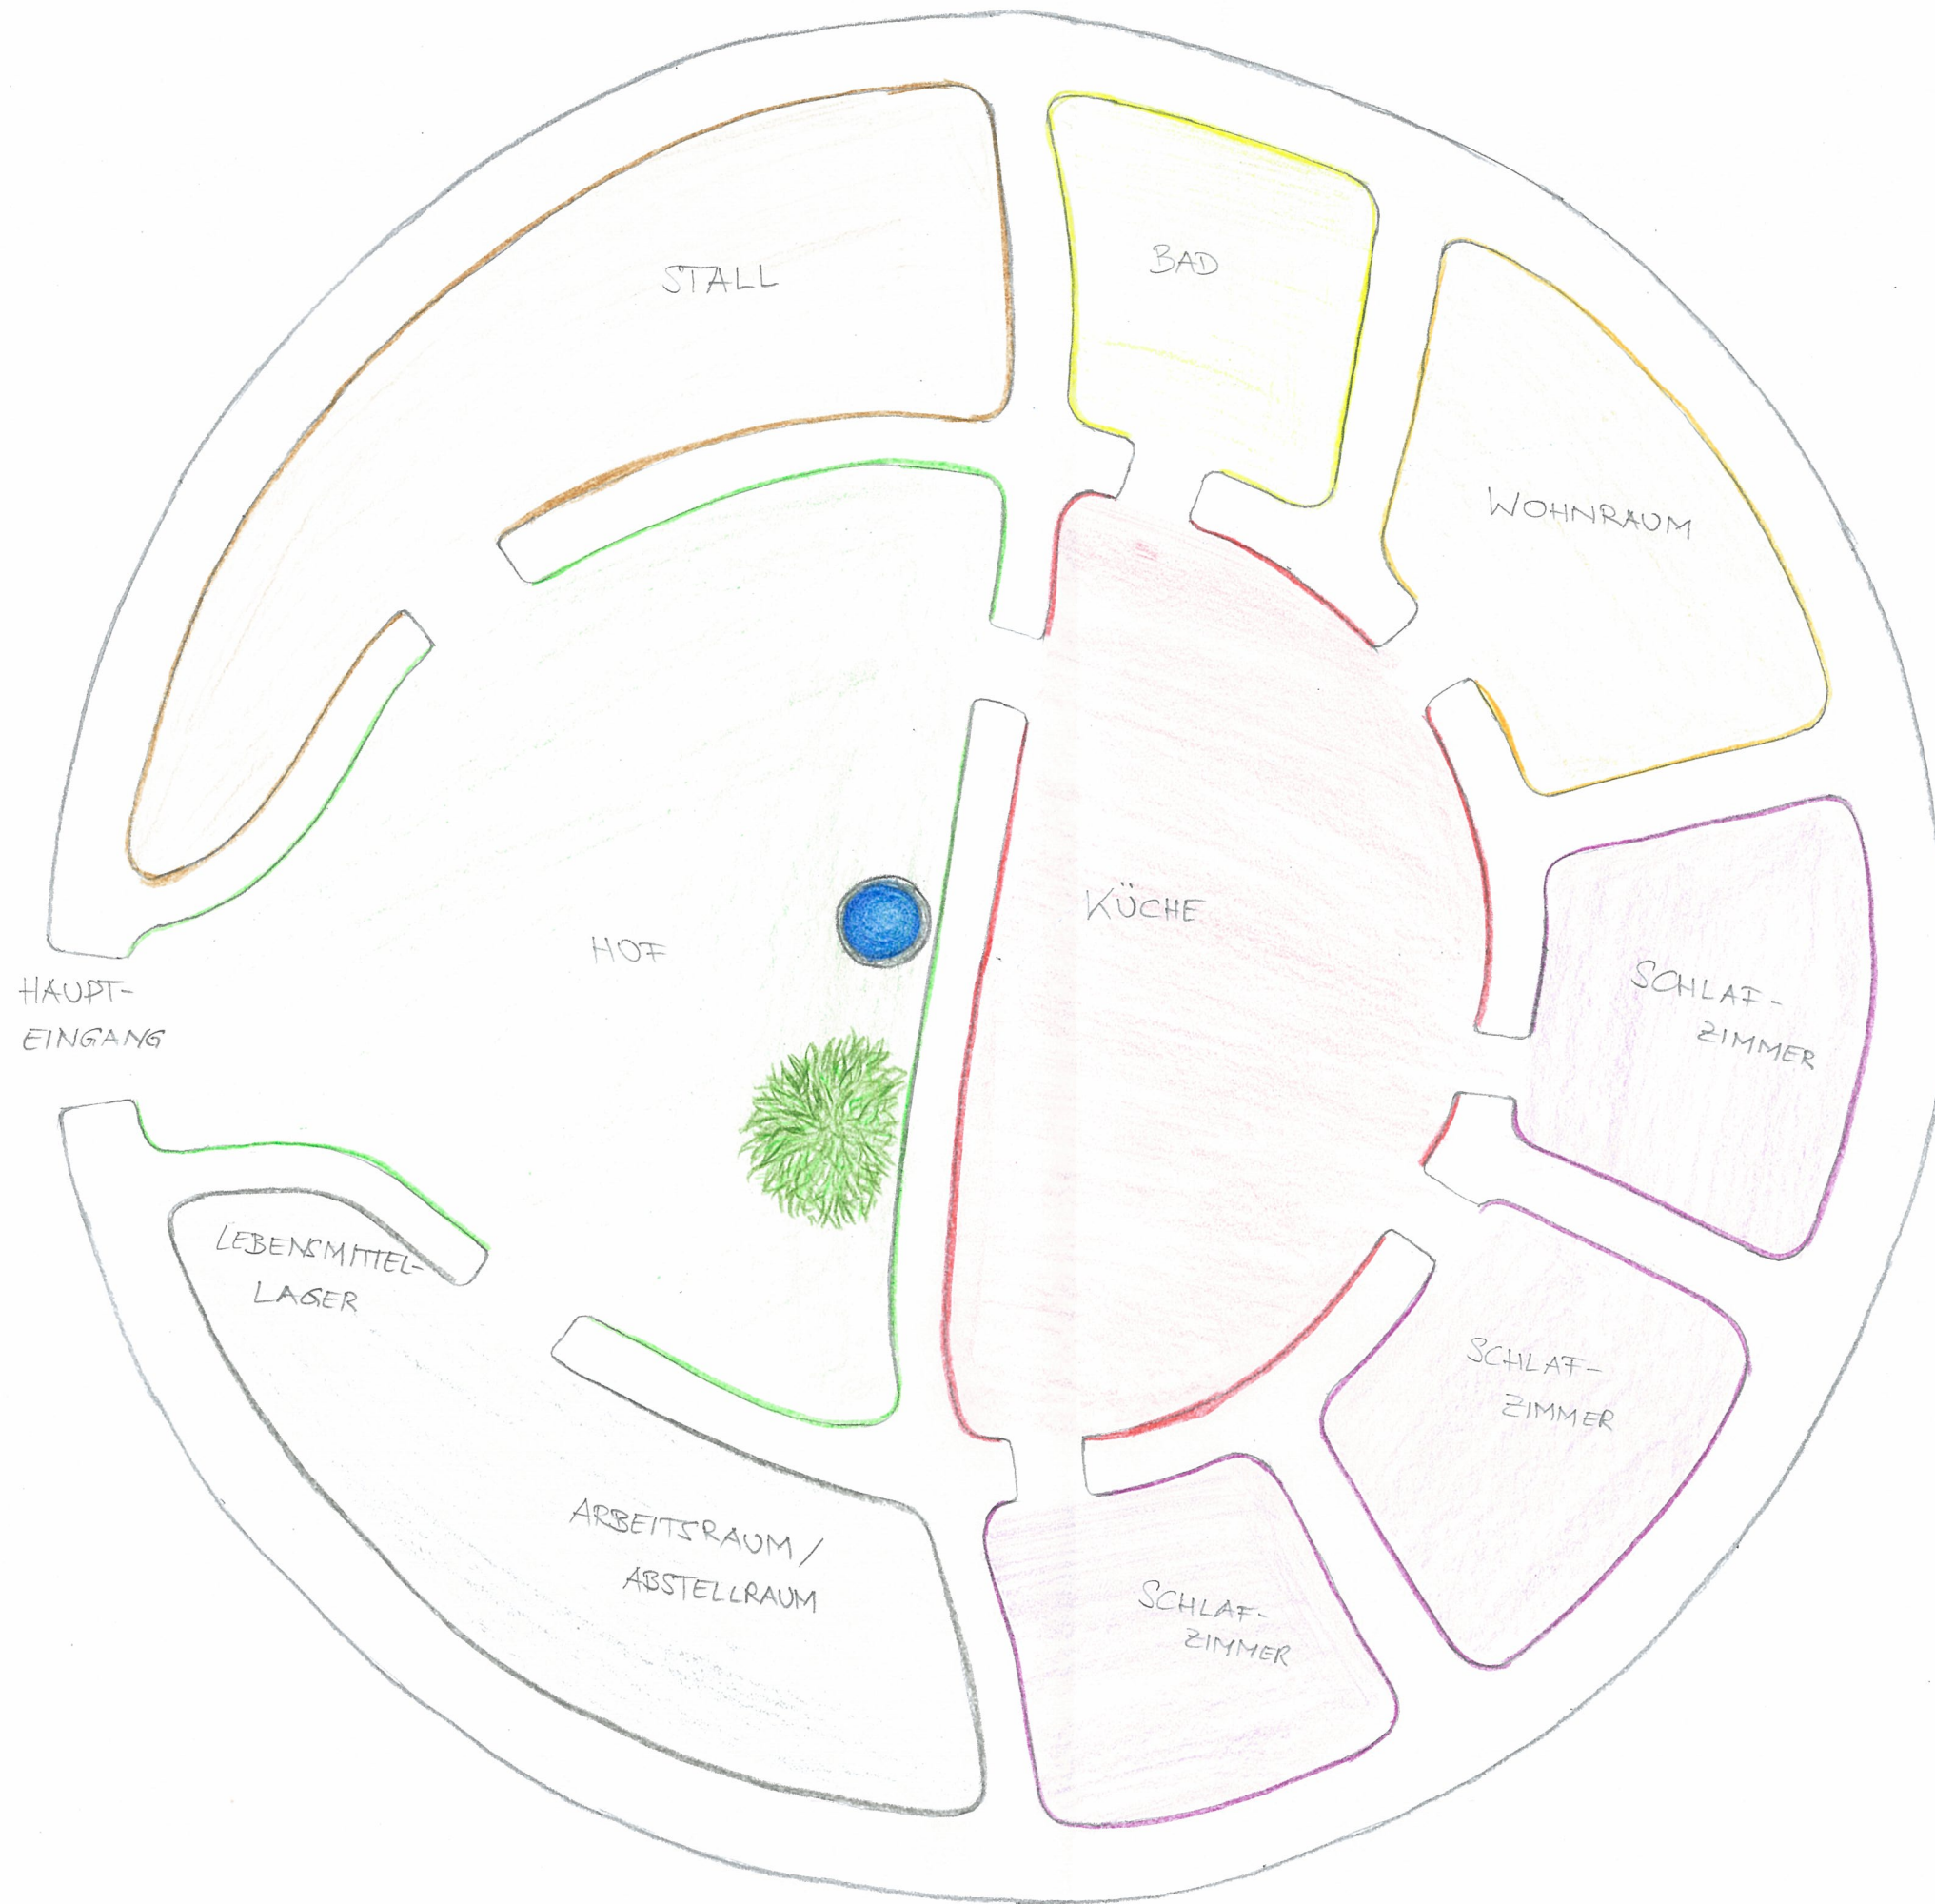 STALL
BAD
WOHNRAUM
KÜCHE
HOF
HAUPT-
EINGANG
SCHLAF-
ZIMMER
LEBENSMITTEL-
LAGER
SCHLAF-
ZIMMER
ARBEITSRAUM/
ABSTELLRAUM
SCHLAF-
ZIMMER